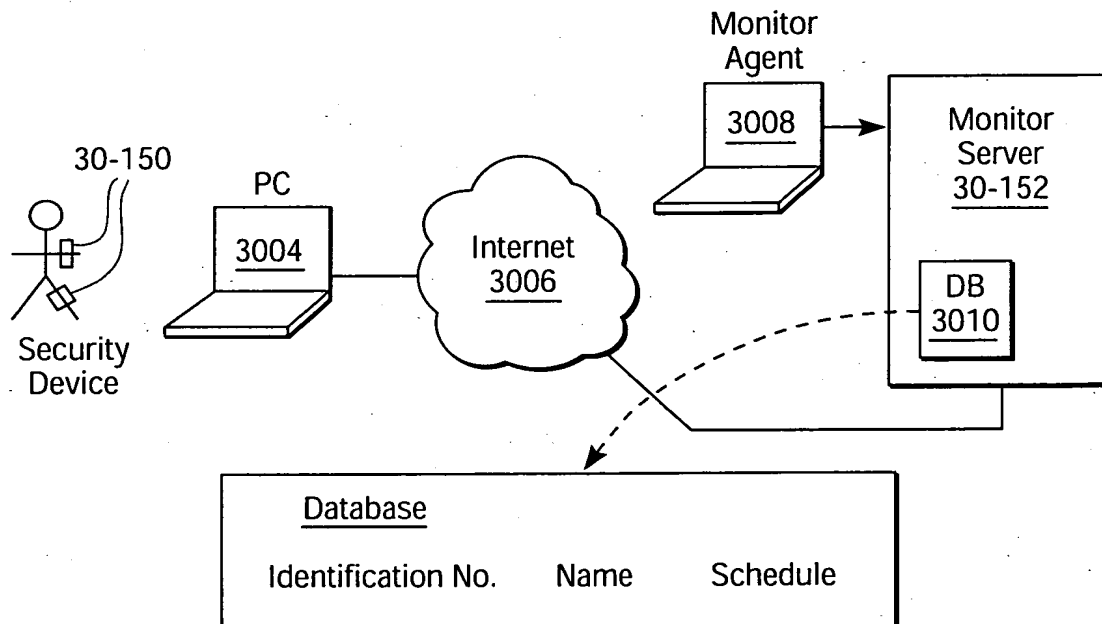 Monitor
Agent
3008
Monitor
Server
30-152
30-150
PC
3004
Internet
3006
DB
3010
Security
Device
Database
Identification No. Name Schedule